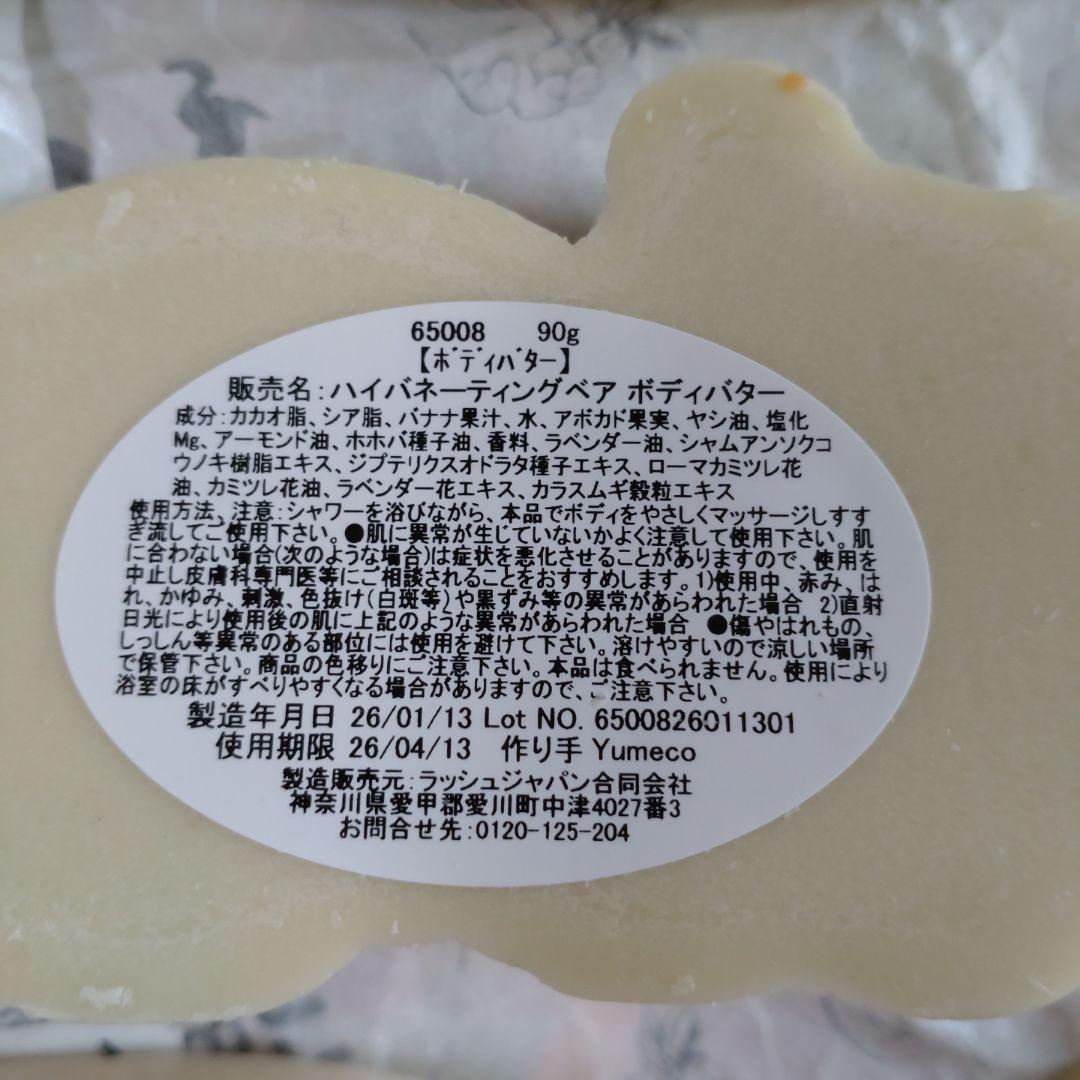 65008 90g
【ボディバター】
販売名:ハイバネーティングベア ボディバター
成分:カカオ脂、シア脂、バナナ果汁、水、アボカド果実、ヤシ油、塩化
Mg、アーモンド油、ホホバ種子油、香料、ラベンダー油、シャムアンソクコ
ウノキ樹脂エキス、ジプテリクスオドラタ種子エキス、ローマカミツレ花
油、カミツレ花油、ラベンダー花エキス、カラスムギ穀粒エキス
使用方法、注意:シャワーを浴びながら、本品でボディをやさしくマッサージしすす
ぎ流してご使用下さい。●肌に異常が生じていないかよく注意して使用下さい。肌
に合わない場合(次のような場合)は症状を悪化させることがありますので、使用を
中止し皮膚科専門医等にご相談されることをおすすめします。1)使用中、赤み、は
れ、かゆみ、刺激、色抜け(白斑等)や黒ずみ等の異常があらわれた場合 2)直射
日光により使用後の肌に上記のような異常があらわれた場合 ●傷やはれもの、
しっしん等異常のある部位には使用を避けて下さい。溶けやすいので涼しい場所
で保管下さい。商品の色移りにご注意下さい。本品は食べられません。使用により
浴室の床がすべりやすくなる場合がありますので、ご注意下さい。
製造年月日 26/01/13 Lot NO. 6500826011301
使用期限 26/04/13 作り手 Yumeco
製造販売元:ラッシュジャパン合同会社
神奈川県愛甲郡愛川町中津4027番3
お問合せ先:0120-125-204